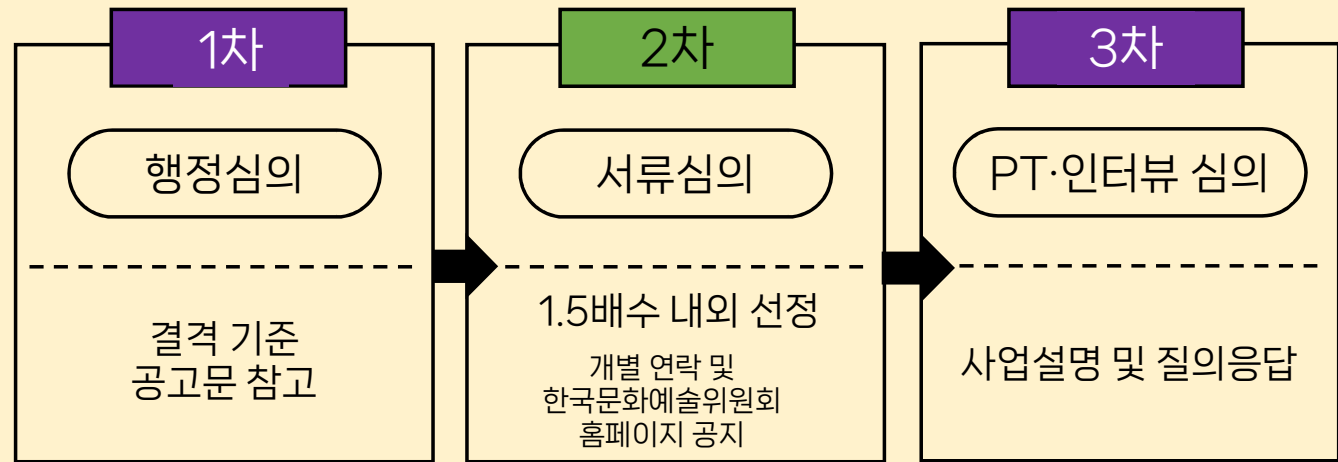 1차
행정심의
결격 기준
공고문 참고
2차
서류심의
1.5배수 내외 선정
개별 연락 및
한국문화예술위원회
홈페이지 공지
3차
PT·인터뷰 심의
사업설명 및 질의응답